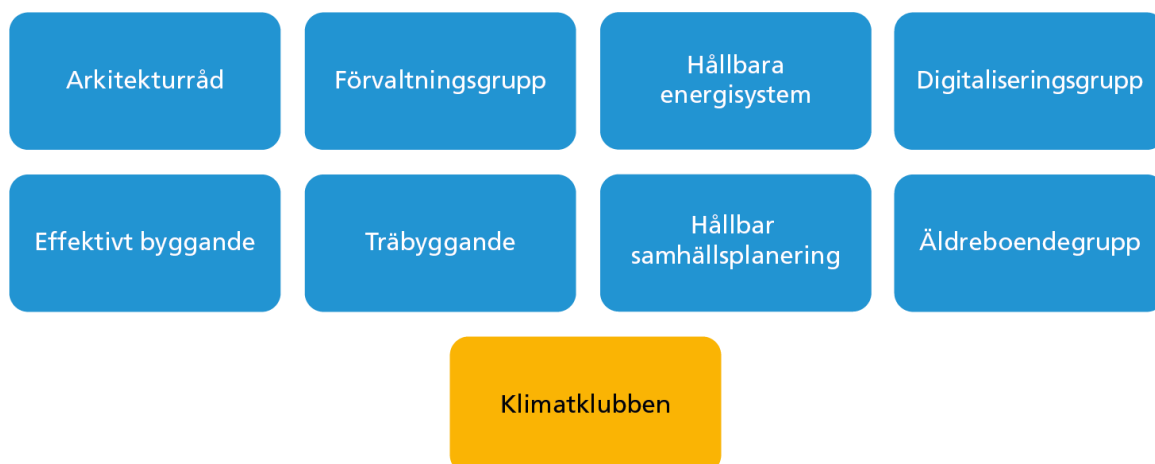 Arkitekturråd
Förvaltningsgrupp
Hållbara
energisystem
Digitaliseringsgrupp
Effektivt byggande
Träbyggande
Hållbar
samhällsplanering
Äldreboendegrupp
Klimatklubben